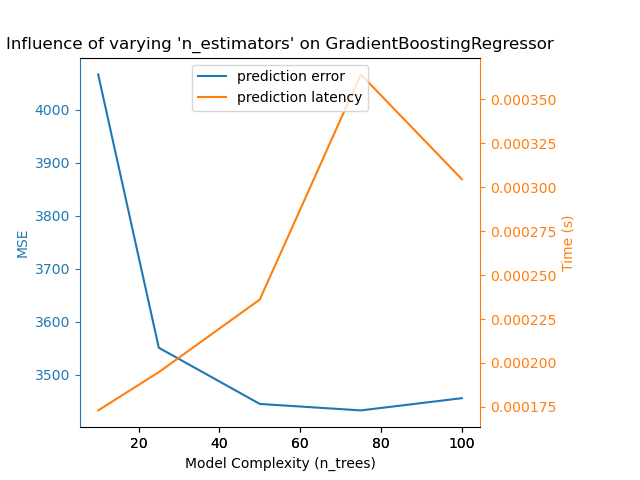 Influence of varying 'n_estimators' on GradientBoostingRegressor
prediction error
prediction latency
MSE
4000
3900
3800
3700
3600
3500
0.000350
0.000325
0.000300
0.000275
0.000250
0.000225
0.000200
0.000175
Time (s)
20 40 60 80 100
Model Complexity (n_trees)